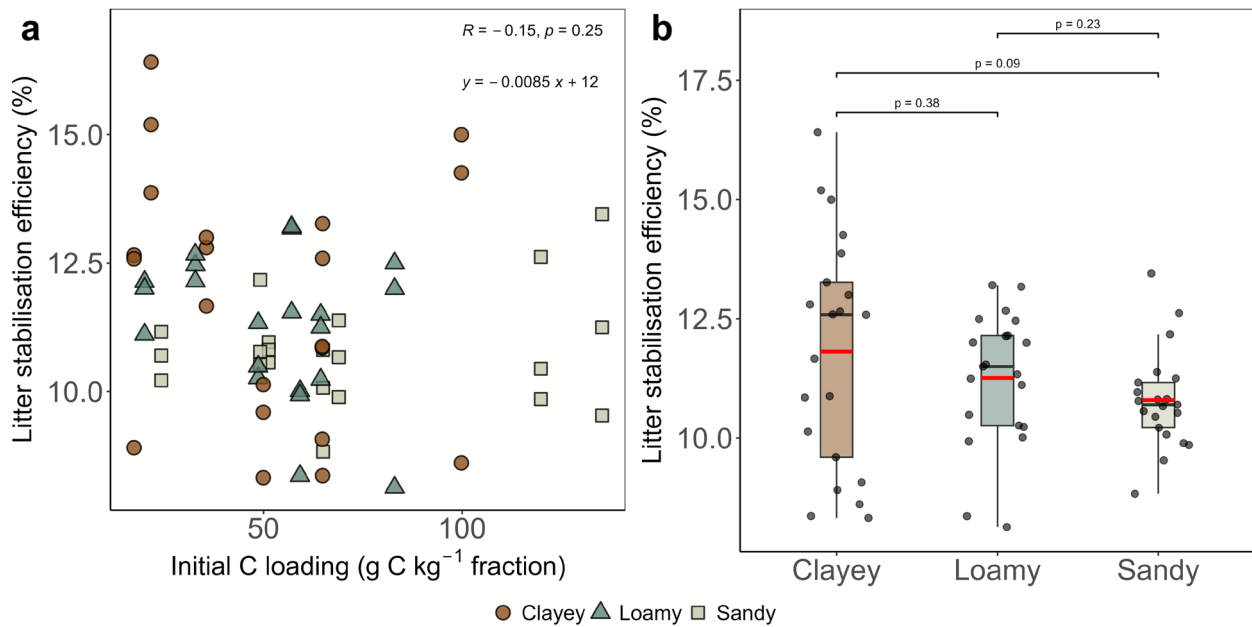 a
R = −0.15, p = 0.25
y = −0.0085 x + 12
Litter stabilisation efficiency (%)
15.0
12.5
10.0
50
100
Initial C loading (g C kg⁻¹ fraction)
b
p = 0.23
p = 0.09
p = 0.38
Litter stabilisation efficiency (%)
17.5
15.0
12.5
10.0
Clayey
Loamy
Sandy
Clayey Loamy Sandy